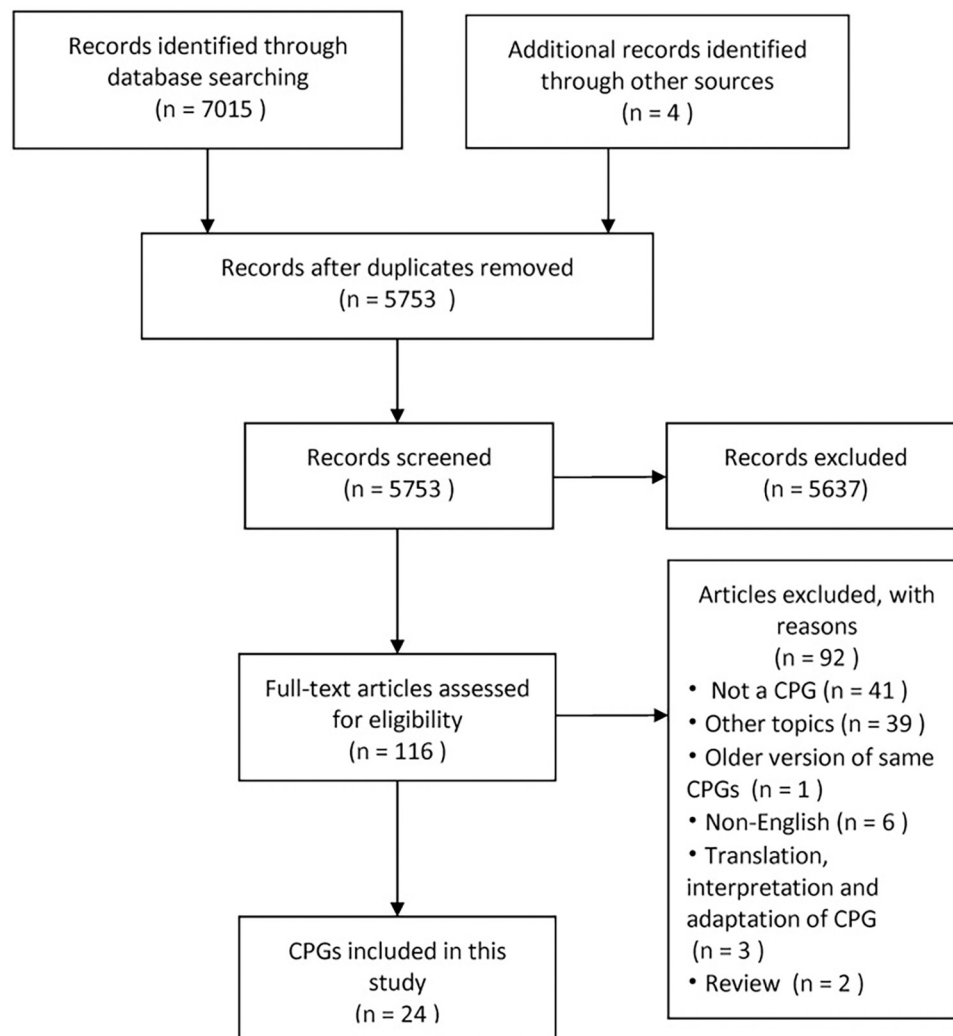 Records identified through
database searching
(n = 7015 )
Additional records identified
through other sources
(n = 4 )
Records after duplicates removed
(n = 5753 )
Records screened
(n = 5753 )
Records excluded
(n = 5637)
Full-text articles assessed
for eligibility
(n = 116 )
Articles excluded, with
reasons
(n = 92 )
• Not a CPG (n = 41 )
• Other topics (n = 39 )
• Older version of same
CPGs (n = 1 )
• Non-English (n = 6 )
• Translation,
interpretation and
adaptation of CPG
(n = 3 )
• Review (n = 2 )
CPGs included in this
study
(n = 24 )